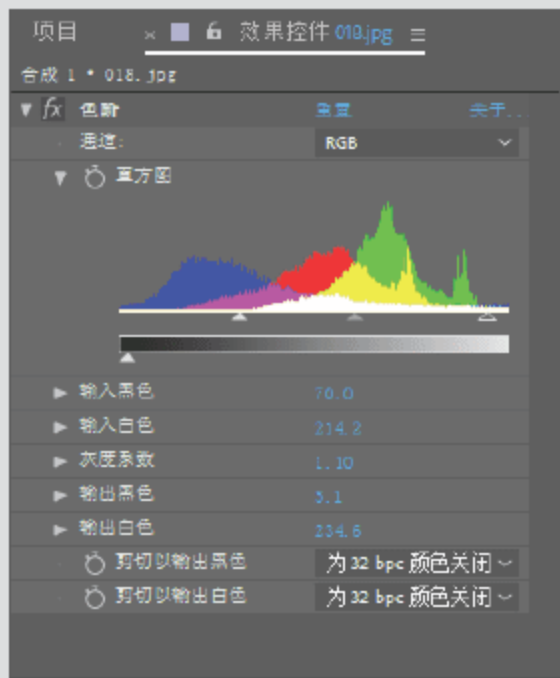 项目 × 效果控件 018.jpg ≡
合成 1 * 018.jpg
fx 色阶 重置 关于...
通道: RGB
直方图
输入黑色 70.0
输入白色 214.2
灰度系数 1.10
输出黑色 5.1
输出白色 234.6
剪切以输出黑色 为 32 bpc 颜色关闭
剪切以输出白色 为 32 bpc 颜色关闭